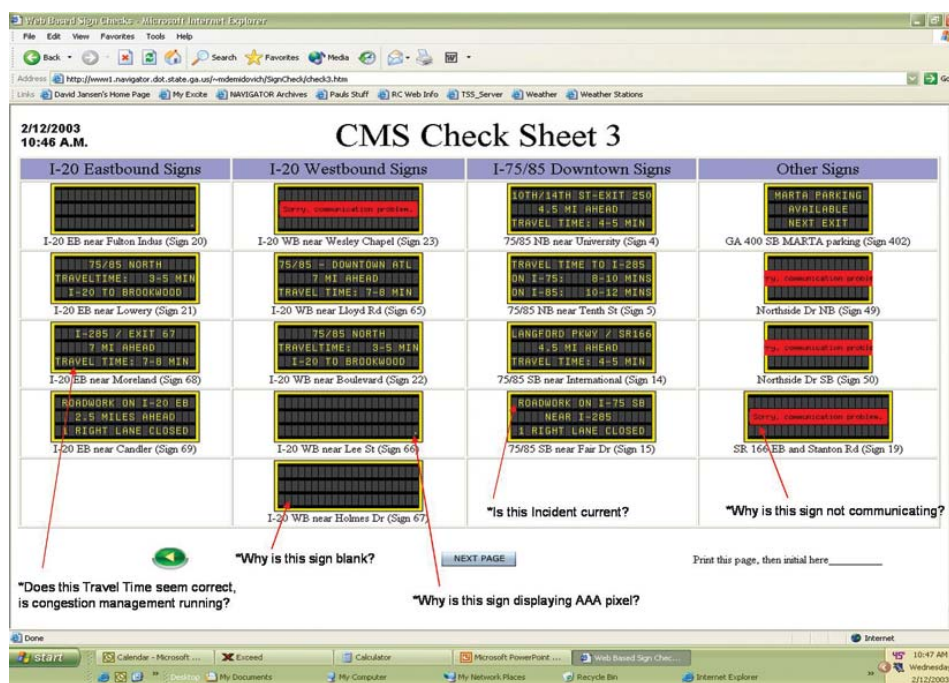 Web Based Sign Checks - Microsoft Internet Explorer
File Edit View Favorites Tools Help
Back Search Favorites Media
Address http://www1.navigator.dot.state.ga.us/~mdemidovich/SignCheck/check3.htm Go
Links David Jansen's Home Page My Excite NAVIGATOR Archives Pauls Stuff RC Web Info TSS_Server Weather Weather Stations
2/12/2003
10:46 A.M.
CMS Check Sheet 3
I-20 Eastbound Signs I-20 Westbound Signs I-75/85 Downtown Signs Other Signs
Sorry, communication problem.
10TH/14TH ST-EXIT 250
4.5 MI AHEAD
TRAVEL TIME: 4-5 MIN
MARTA PARKING
AVAILABLE
NEXT EXIT
I-20 EB near Fulton Indus (Sign 20) I-20 WB near Wesley Chapel (Sign 23) 75/85 NB near University (Sign 4) GA 400 SB MARTA parking (Sign 402)
75/85 NORTH
TRAVELTIME: 3-5 MIN
I-20 TO BROOKWOOD
75/85 - DOWNTOWN ATL
7 MI AHEAD
TRAVEL TIME: 7-8 MIN
TRAVEL TIME TO I-285
ON I-75: 8-10 MINS
ON I-85: 10-12 MINS
ry, communication proble
I-20 EB near Lowery (Sign 21) I-20 WB near Lloyd Rd (Sign 65) 75/85 NB near Tenth St (Sign 5) Northside Dr NB (Sign 49)
I-285 / EXIT 67
7 MI AHEAD
TRAVEL TIME: 7-8 MIN
75/85 NORTH
TRAVELTIME: 3-5 MIN
I-20 TO BROOKWOOD
LANGFORD PKWY / SR166
4.5 MI AHEAD
TRAVEL TIME: 4-5 MIN
ry, communication proble
I-20 EB near Moreland (Sign 68) I-20 WB near Boulevard (Sign 22) 75/85 SB near International (Sign 14) Northside Dr SB (Sign 50)
ROADWORK ON I-20 EB
2.5 MILES AHEAD
1 RIGHT LANE CLOSED
ROADWORK ON I-75 SB
NEAR I-285
1 RIGHT LANE CLOSED
Sorry, communication problem.
I-20 EB near Candler (Sign 69) I-20 WB near Lee St (Sign 66) 75/85 SB near Fair Dr (Sign 15) SR 166 EB and Stanton Rd (Sign 19)
I-20 WB near Holmes Dr (Sign 67)
*Is this Incident current?
*Why is this sign not communicating?
*Why is this sign blank?
NEXT PAGE
Print this page, then initial here________
*Does this Travel Time seem correct,
is congestion management running?
*Why is this sign displaying AAA pixel?
Done Internet
start Calendar - Microsoft ... Exceed Calculator Microsoft PowerPoint ... Web Based Sign Chec... 45° 10:47 AM
Wednesday
Desktop My Documents My Computer My Network Places Recycle Bin Internet Explorer 2/12/2003